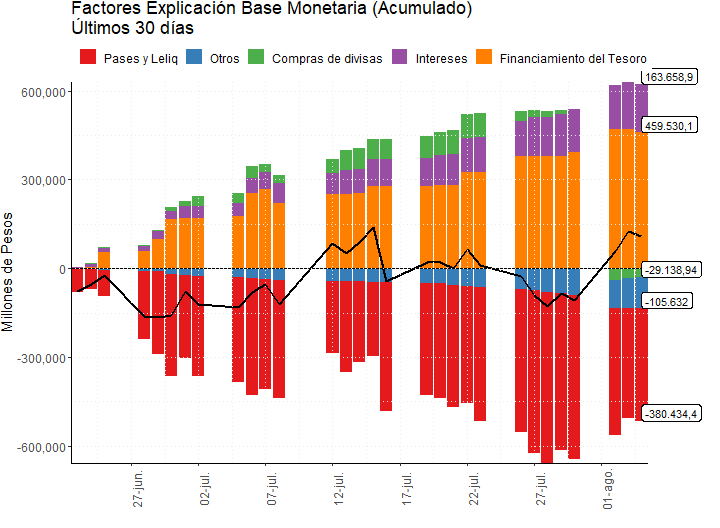 Factores Explicación Base Monetaria (Acumulado)
Últimos 30 días
Pases y Leliq Otros Compras de divisas Intereses Financiamiento del Tesoro
Millones de Pesos
600,000
300,000
0
-300,000
-600,000
163.658,9
459.530,1
-29.138,94
-105.632
-380.434,4
27-jun.
02-jul.
07-jul.
12-jul.
17-jul.
22-jul.
27-jul.
01-ago.